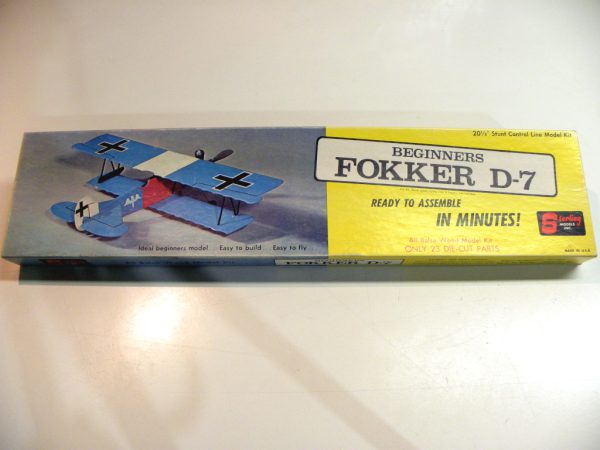 20½" Stunt Control Line Model Kit
BEGINNERS
FOKKER D-7
READY TO ASSEMBLE
IN MINUTES!
All Balsa Wood Model Kit
ONLY 23 DIE-CUT PARTS
Sterling
MODELS
INC.
MADE IN U.S.A.
Ideal beginners model Easy to build Easy to fly
FOKKER D-7